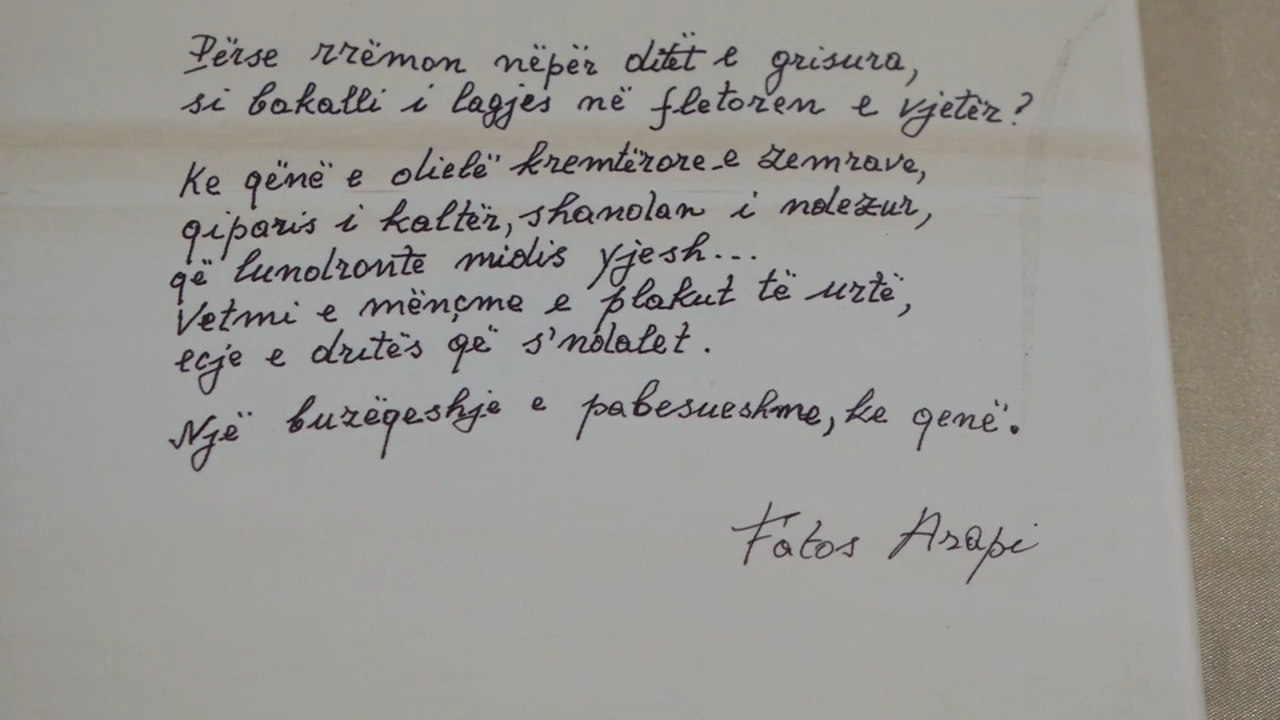 Përse rrëmon nëpër ditët e grisura,
si bakalli i lagjes në fletoren e vjetër?
Ke qënë e dielë kremtërore e zemrave,
qiparis i kaltër, shandan i ndezur,
që lundronte midis yjesh...
Vetmi e mënçme e plakut të urtë,
ecje e dritës që s'ndalet.
Një buzëqeshje e pabesueshme, ke qenë.
Fatos Arapi